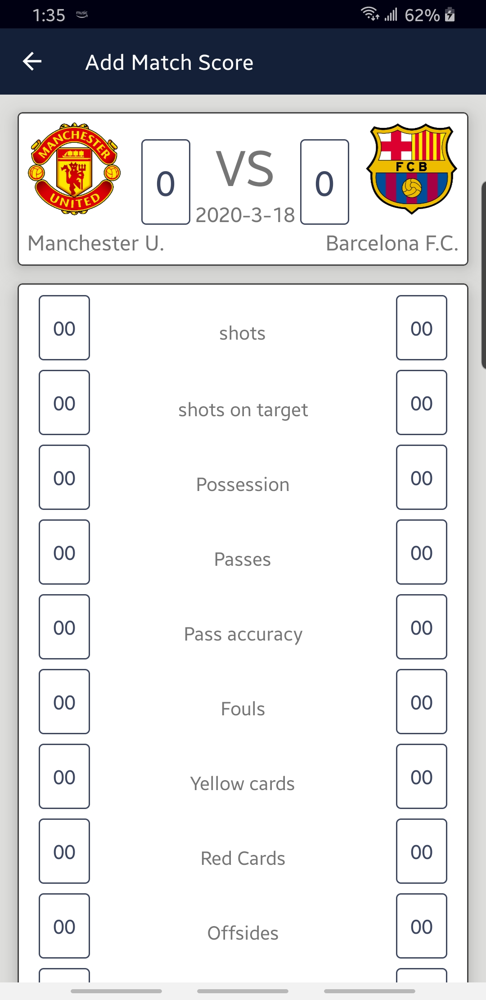 1:35 music 62%
Add Match Score
MANCHESTER
UNITED
0 VS 0
FCB
2020-3-18
Manchester U. Barcelona F.C.
00 shots 00
00 shots on target 00
00 Possession 00
00 Passes 00
00 Pass accuracy 00
00 Fouls 00
00 Yellow cards 00
00 Red Cards 00
00 Offsides 00